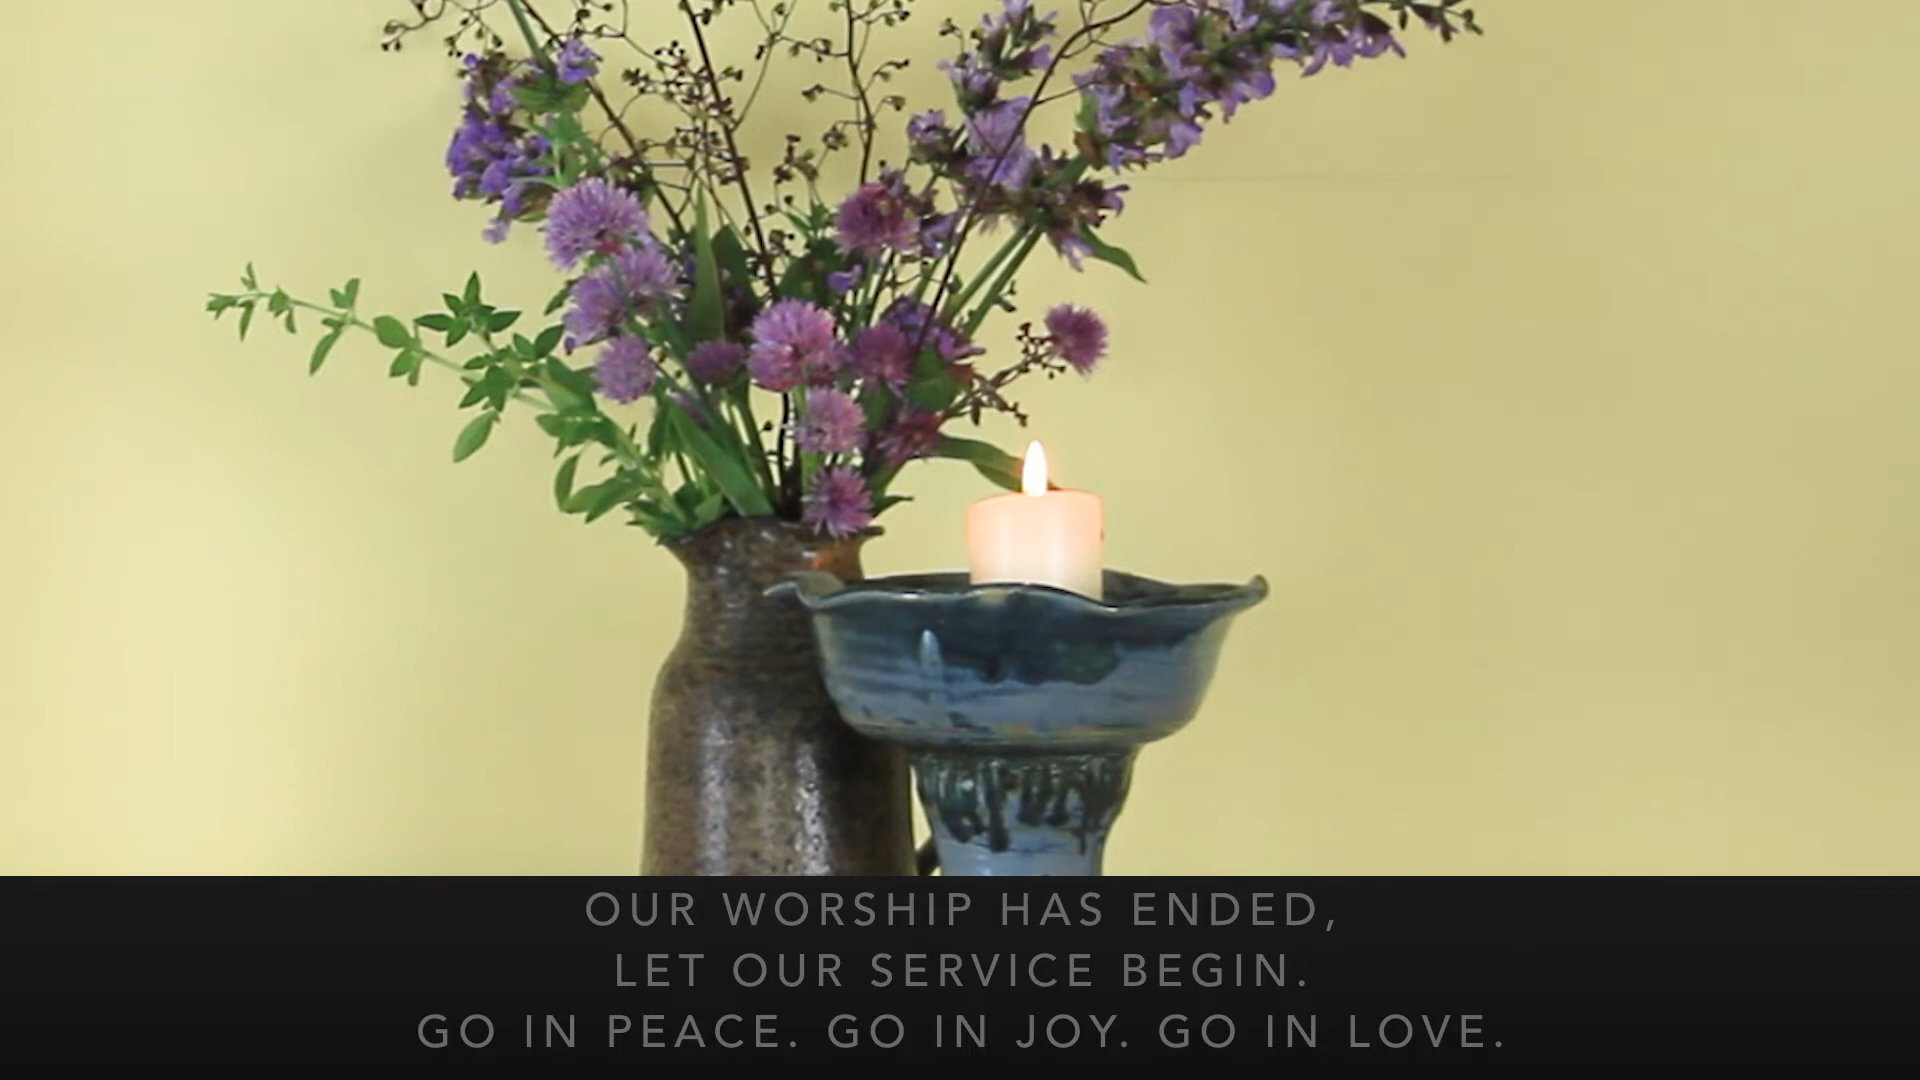 OUR WORSHIP HAS ENDED,
LET OUR SERVICE BEGIN.
GO IN PEACE. GO IN JOY. GO IN LOVE.